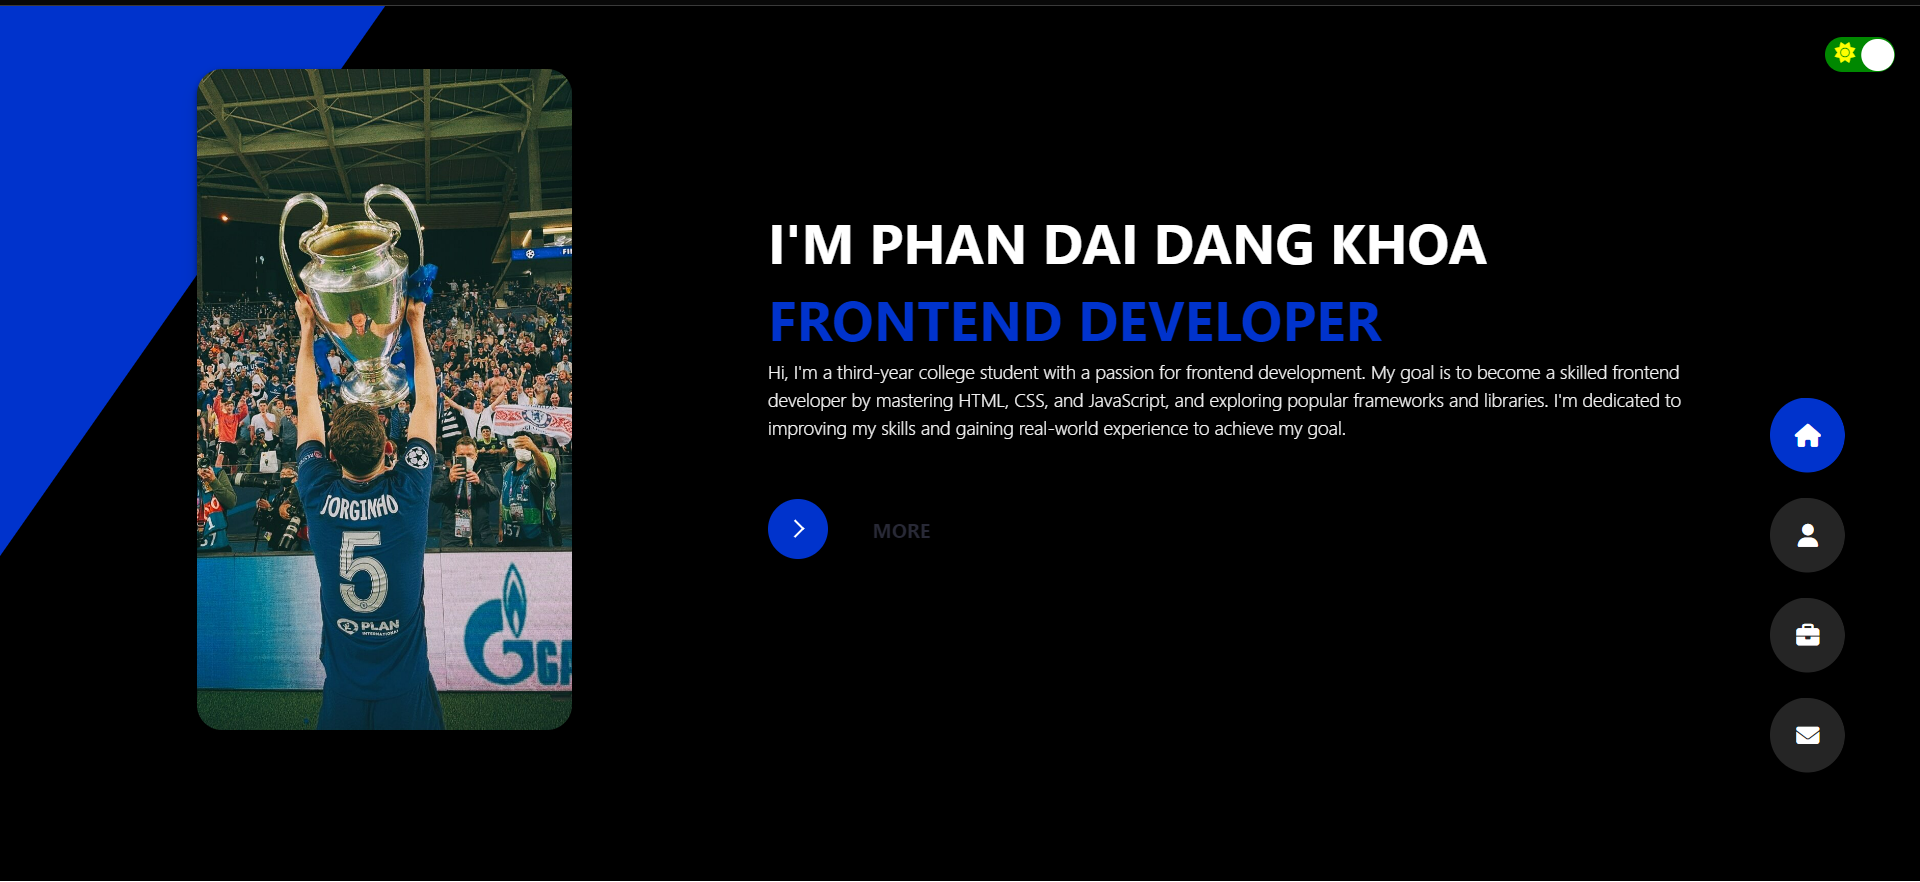 I'M PHAN DAI DANG KHOA
FRONTEND DEVELOPER
Hi, I'm a third-year college student with a passion for frontend development. My goal is to become a skilled frontend
developer by mastering HTML, CSS, and JavaScript, and exploring popular frameworks and libraries. I'm dedicated to
improving my skills and gaining real-world experience to achieve my goal.
MORE
JORGINHO
5
PLAN
INTERNATIONAL
57